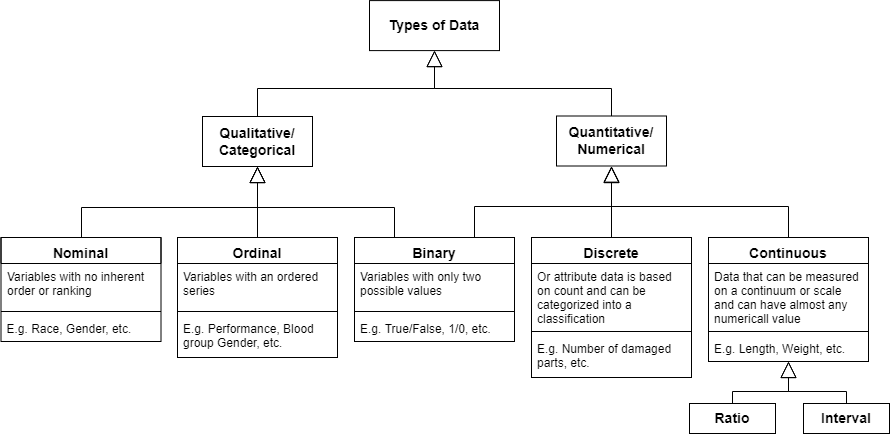 Types of Data
Qualitative/
Categorical
Quantitative/
Numerical
Nominal
Variables with no inherent
order or ranking
E.g. Race, Gender, etc.
Ordinal
Variables with an ordered
series
E.g. Performance, Blood
group Gender, etc.
Binary
Variables with only two
possible values
E.g. True/False, 1/0, etc.
Discrete
Or attribute data is based
on count and can be
categorized into a
classification
E.g. Number of damaged
parts, etc.
Continuous
Data that can be measured
on a continuum or scale
and can have almost any
numericall value
E.g. Length, Weight, etc.
Ratio
Interval